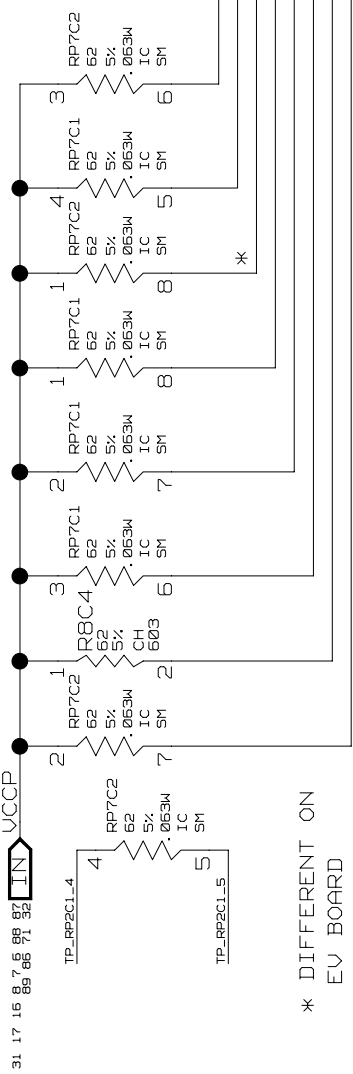 RP7C2
62
5%
.063W
IC
SM
3
6
RP7C1
62
5%
.063W
IC
SM
4
5
RP7C2
62
5%
.063W
IC
SM
1
8
*
RP7C1
62
5%
.063W
IC
SM
1
8
RP7C1
62
5%
.063W
IC
SM
2
7
RP7C1
62
5%
.063W
IC
SM
3
6
R8C4
62
5%
CH
603
1
2
RP7C2
62
5%
.063W
IC
SM
2
7
VCCP
IN
31 17 16 8 7 6 88 87
89 86 71 32
RP7C2
62
5%
.063W
IC
SM
4
5
TP_RP2C1_4
TP_RP2C1_5
* DIFFERENT ON
EV BOARD